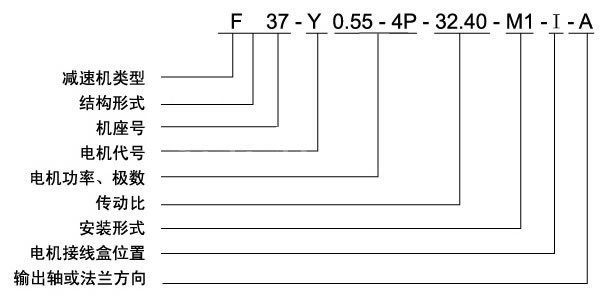 F 37-Y 0.55-4P-32.40-M1-I-A
减速机类型
结构形式
机座号
电机代号
电机功率、极数
传动比
安装形式
电机接线盒位置
输出轴或法兰方向